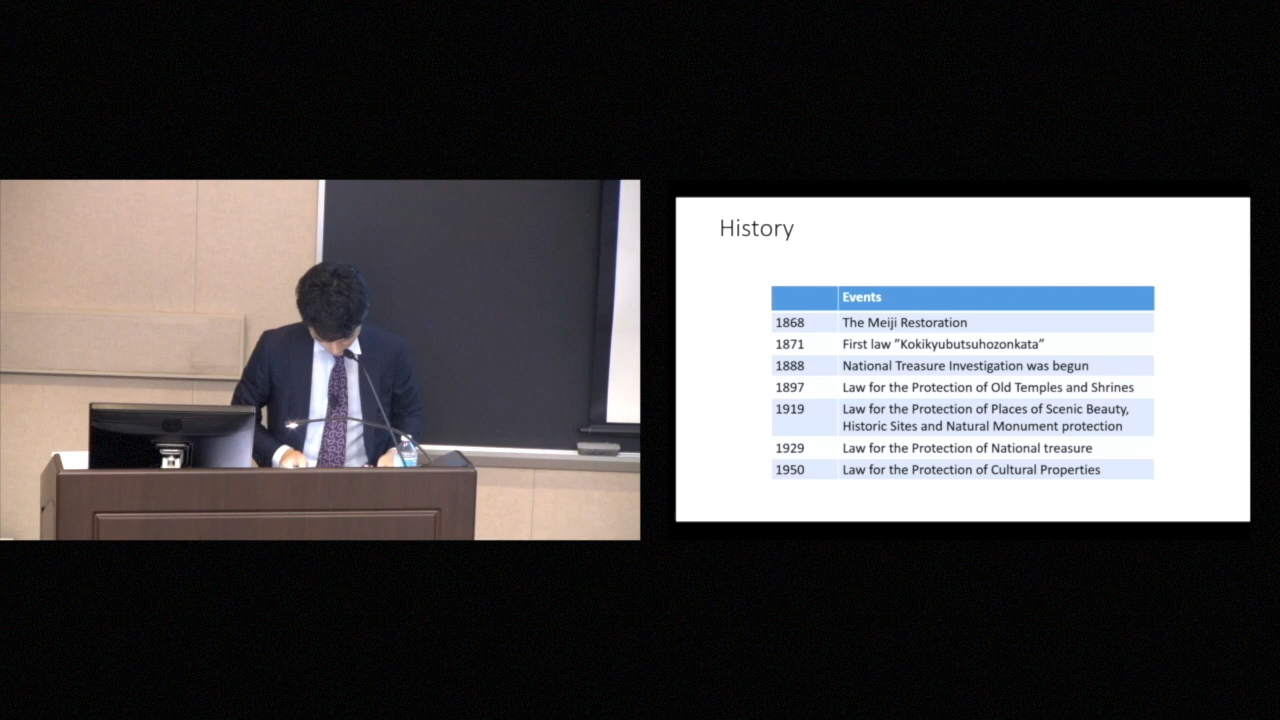 History
Events
1868 The Meiji Restoration
1871 First law ”Kokikyubutsuhozonkata”
1888 National Treasure Investigation was begun
1897 Law for the Protection of Old Temples and Shrines
1919 Law for the Protection of Places of Scenic Beauty,
Historic Sites and Natural Monument protection
1929 Law for the Protection of National treasure
1950 Law for the Protection of Cultural Properties